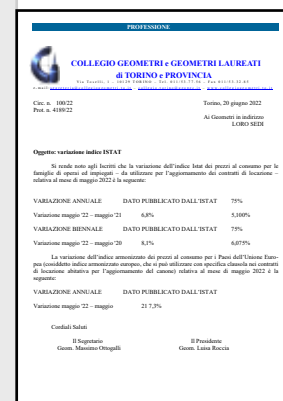 PROFESSIONE
COLLEGIO GEOMETRI e GEOMETRI LAUREATI
di TORINO e PROVINCIA
Circ. n. 100/22
Torino, 20 giugno 2022
Prot. n. 4189/22
Ai Geometri in indirizzo
LORO SEDI
Oggetto: variazione indice ISTAT
Si rende noto agli Iscritti che la variazione dell'indice Istat dei prezzi al consumo per le
famiglie di operai ed impiegati – da utilizzare per l'aggiornamento dei contratti di locazione –
relativa al mese di maggio 2022 è la seguente:
VARIAZIONE ANNUALE DATO PUBBLICATO DALL'ISTAT 75%
Variazione maggio '22 – maggio '21 6,8% 5,100%
VARIAZIONE BIENNALE DATO PUBBLICATO DALL'ISTAT 75%
Variazione maggio '22 – maggio '20 8,1% 6,075%
La variazione dell'indice armonizzato dei prezzi al consumo per i Paesi dell'Unione Euro-
pea (cosiddetto indice armonizzato europeo, che si può utilizzare con specifica clausola nei contratti
di locazione abitativa per l'aggiornamento del canone) relativa al mese di maggio 2022 è la
seguente:
VARIAZIONE ANNUALE DATO PUBBLICATO DALL'ISTAT
Variazione maggio '22 – maggio 21 7,3%
Cordiali Saluti
Il Segretario Il Presidente
Geom. Massimo Ottogalli Geom. Luisa Roccia